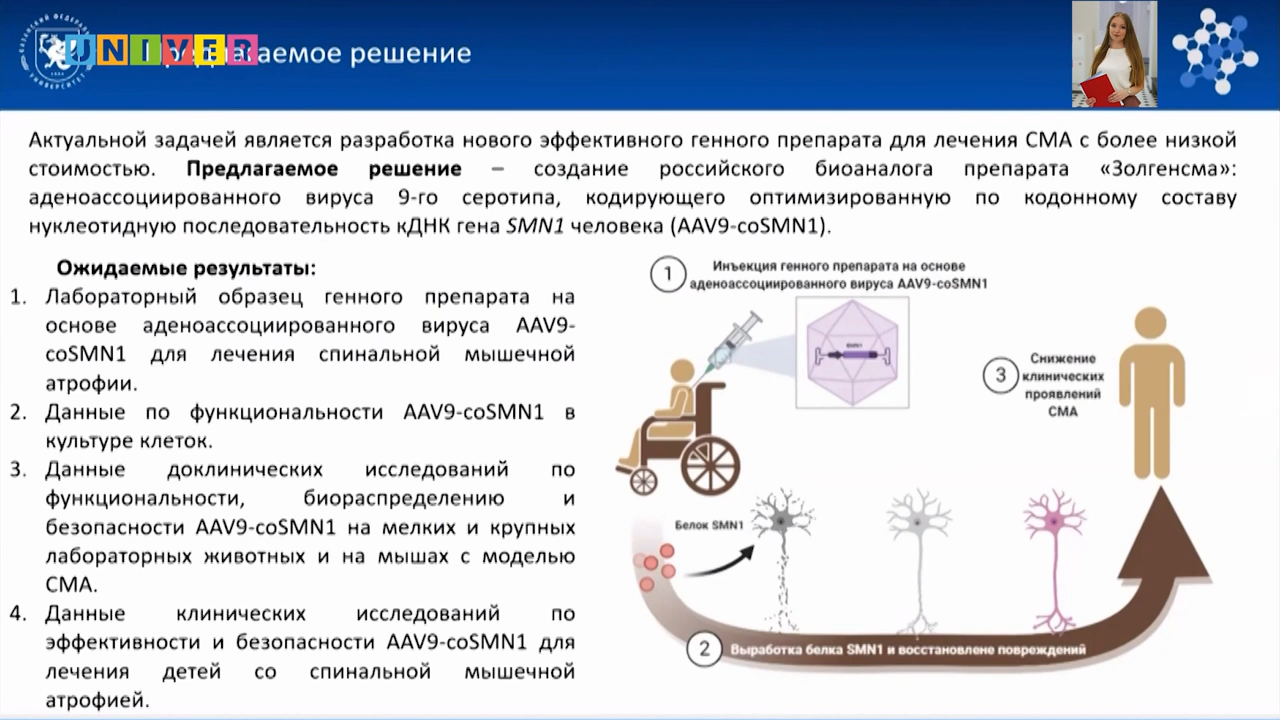 UNIVER
Предлагаемое решение
Актуальной задачей является разработка нового эффективного генного препарата для лечения СМА с более низкой
стоимостью. Предлагаемое решение – создание российского биоаналога препарата «Золгенсма»:
аденоассоциированного вируса 9-го серотипа, кодирующего оптимизированную по кодонному составу
нуклеотидную последовательность кДНК гена SMN1 человека (AAV9-coSMN1).
Ожидаемые результаты:
1. Лабораторный образец генного препарата на
основе аденоассоциированного вируса AAV9-
coSMN1 для лечения спинальной мышечной
атрофии.
2. Данные по функциональности AAV9-coSMN1 в
культуре клеток.
3. Данные доклинических исследований по
функциональности, биораспределению и
безопасности AAV9-coSMN1 на мелких и крупных
лабораторных животных и на мышах с моделью
СМА.
4. Данные клинических исследований по
эффективности и безопасности AAV9-coSMN1 для
лечения детей со спинальной мышечной
атрофией.
1
Инъекция генного препарата на основе
аденоассоциированного вируса AAV9-coSMN1
SMN1
3
Снижение
клинических
проявлений
СМА
Белок SMN1
2
Выработка белка SMN1 и восстановлене повреждений